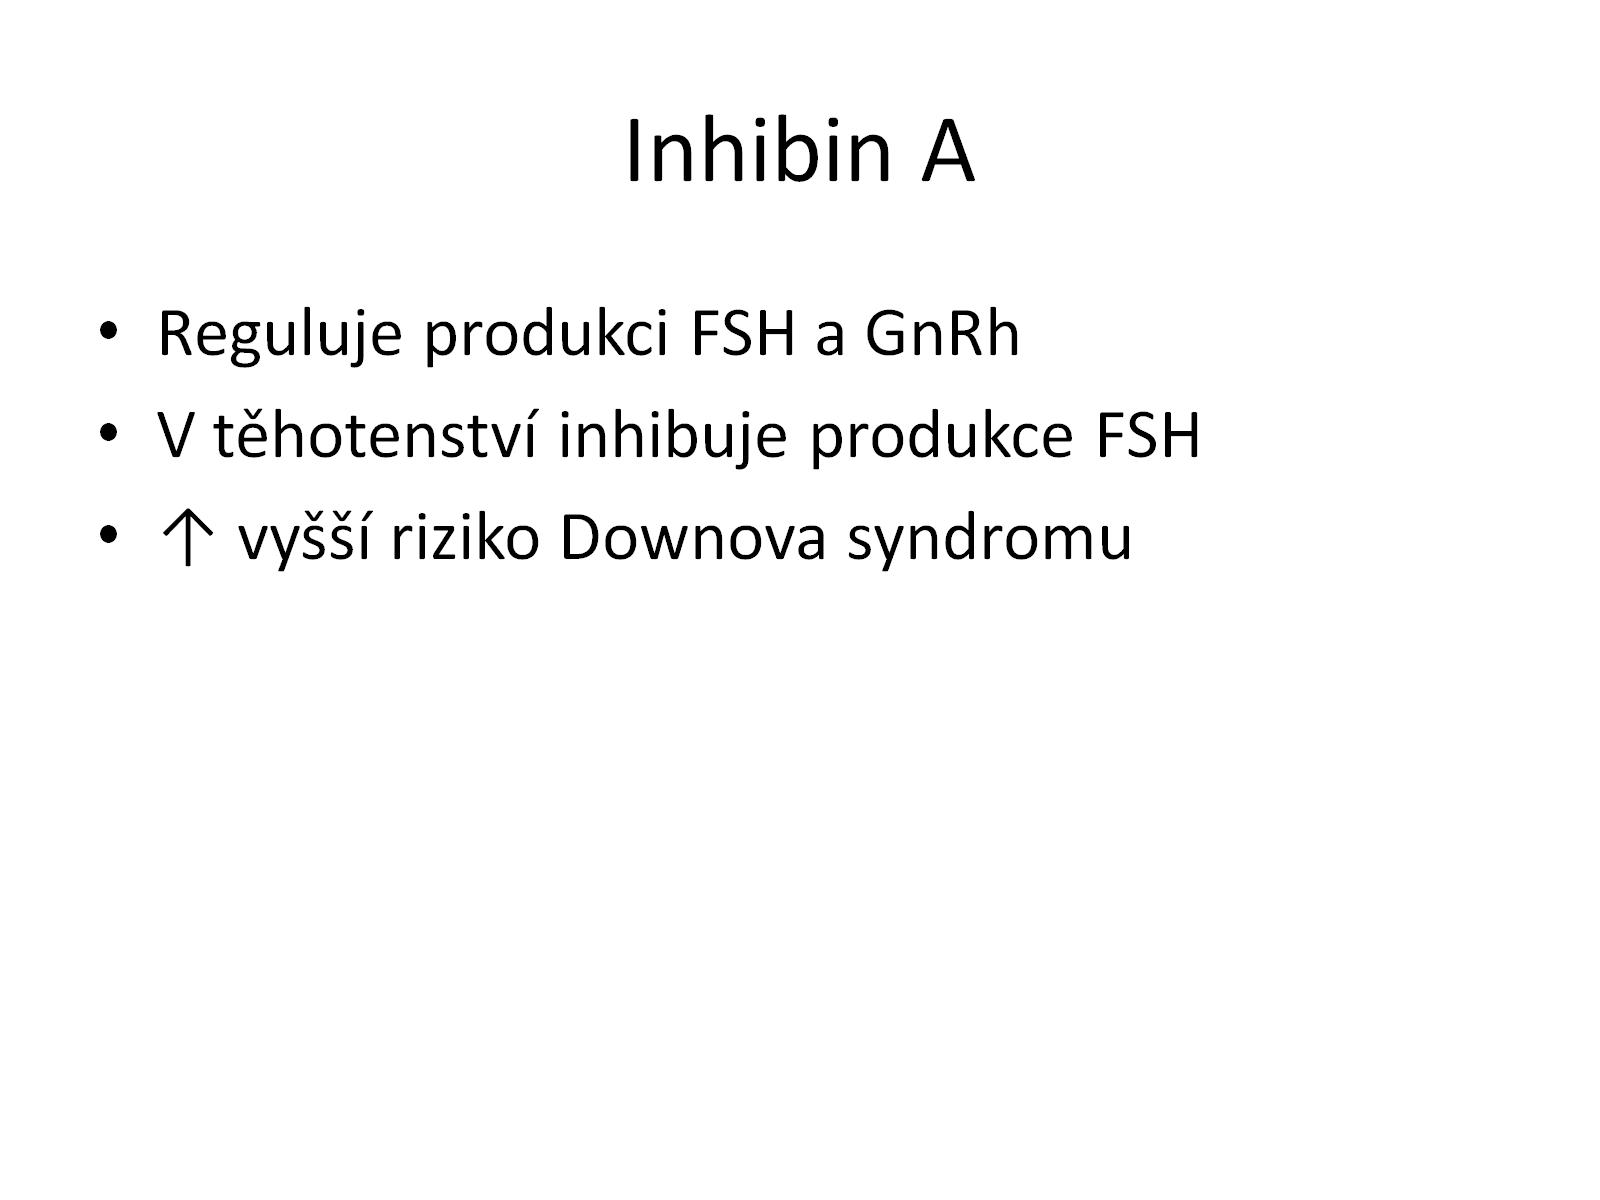 Inhibin A
• Reguluje produkci FSH a GnRh
• V těhotenství inhibuje produkce FSH
• ↑ vyšší riziko Downova syndromu